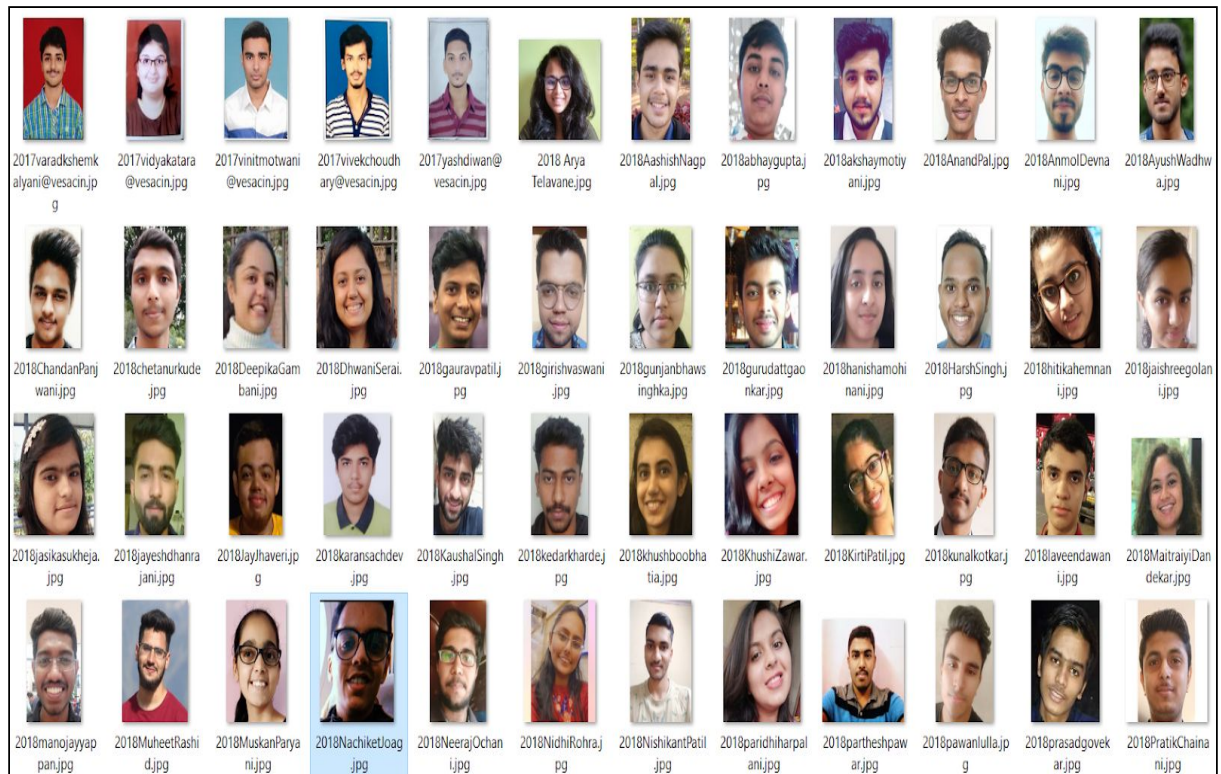 2017varadkshemk 2017vidyakatara 2017vinitmotwani 2017vivekchoudh 2017yashdiwan@ 2018 Arya 2018AashishNagp 2018abhaygupta.j 2018akshaymotiy 2018AnandPal.jpg 2018AnmolDevna 2018AyushWadhw
alyani@vesacin.jp @vesacin.jpg @vesacin.jpg ary@vesacin.jpg vesacin.jpg Telavane.jpg al.jpg pg ani.jpg ni.jpg a.jpg
g
2018ChandanPanj 2018chetanurkude 2018DeepikaGam 2018DhwaniSerai. 2018gauravpatil.j 2018girishvaswani 2018gunjanbhaws 2018gurudattgao 2018hanishamohi 2018HarshSingh.j 2018hitikahemnan 2018jaishreegolan
wani.jpg .jpg bani.jpg jpg pg .jpg inghka.jpg nkar.jpg nani.jpg pg i.jpg i.jpg
2018jasikasukheja. 2018jayeshdhanra 2018JayJhaveri.jp 2018karansachdev 2018KaushalSingh 2018kedarkharde.j 2018khushboobha 2018KhushiZawar. 2018KirtiPatil.jpg 2018kunalkotkar.j 2018laveendawan 2018MaitraiyiDan
jpg jani.jpg g .jpg .jpg pg tia.jpg jpg pg i.jpg dekar.jpg
2018manojayyap 2018MuheetRashi 2018MuskanParya 2018NachiketJoag 2018NeerajOchan 2018NidhiRohra.j 2018NishikantPatil 2018paridhiharpal 2018partheshpaw 2018pawanlulla.jp 2018prasadgovek 2018PratikChaina
pan.jpg d.jpg ni.jpg .jpg i.jpg pg .jpg ani.jpg ar.jpg g ar.jpg ni.jpg